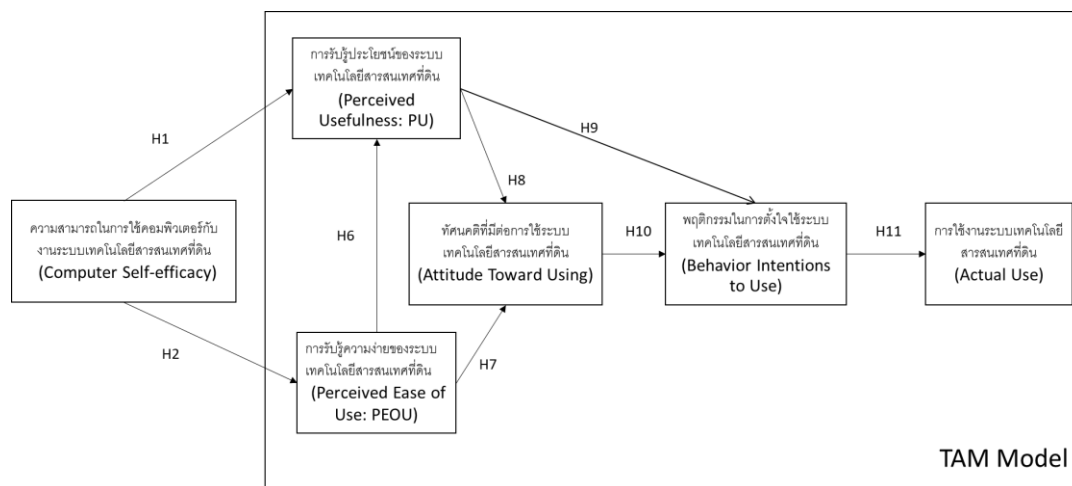 การรับรู้ประโยชน์ของระบบ
เทคโนโลยีสารสนเทศที่ดิน
(Perceived
Usefulness: PU)
H1
H9
H8
ความสามารถในการใช้คอมพิวเตอร์กับ
งานระบบเทคโนโลยีสารสนเทศที่ดิน
(Computer Self-efficacy)
H6
ทัศนคติที่มีต่อการใช้ระบบ
เทคโนโลยีสารสนเทศที่ดิน
(Attitude Toward Using)
H10
พฤติกรรมในการตั้งใจใช้ระบบ
เทคโนโลยีสารสนเทศที่ดิน
(Behavior Intentions
to Use)
H11
การใช้งานระบบเทคโนโลยี
สารสนเทศที่ดิน
(Actual Use)
H2
การรับรู้ความง่ายของระบบ
เทคโนโลยีสารสนเทศที่ดิน
(Perceived Ease of
Use: PEOU)
H7
TAM Model